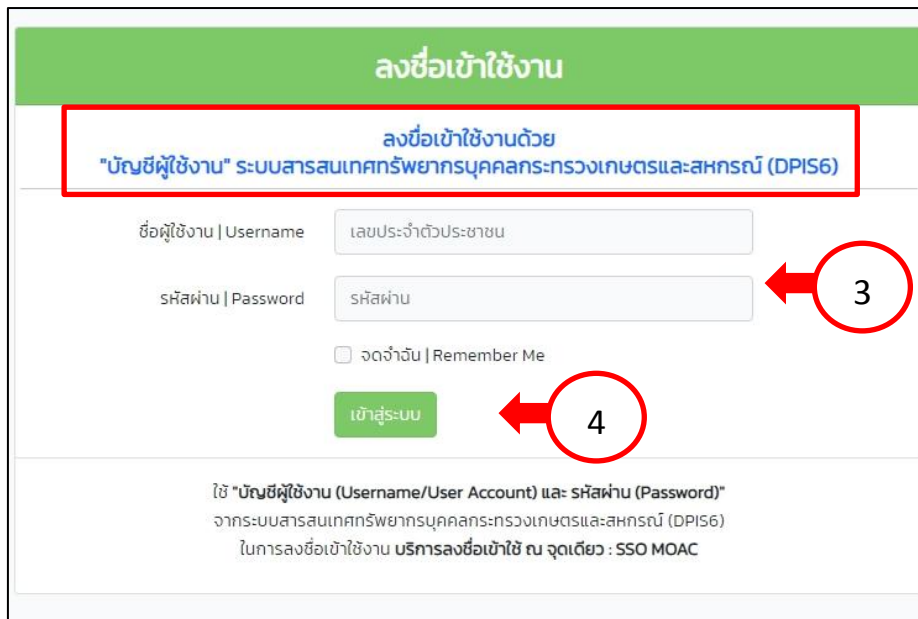 ลงชื่อเข้าใช้งาน
ลงชื่อเข้าใช้งานด้วย
"บัญชีผู้ใช้งาน" ระบบสารสนเทศทรัพยากรบุคคลกระทรวงเกษตรและสหกรณ์ (DPIS6)
ชื่อผู้ใช้งาน | Username
เลขประจำตัวประชาชน
รหัสผ่าน | Password
รหัสผ่าน
3
จดจำฉัน | Remember Me
เข้าสู่ระบบ
4
ใช้ "บัญชีผู้ใช้งาน (Username/User Account) และ รหัสผ่าน (Password)"
จากระบบสารสนเทศทรัพยากรบุคคลกระทรวงเกษตรและสหกรณ์ (DPIS6)
ในการลงชื่อเข้าใช้งาน บริการลงชื่อเข้าใช้ ณ จุดเดียว : SSO MOAC